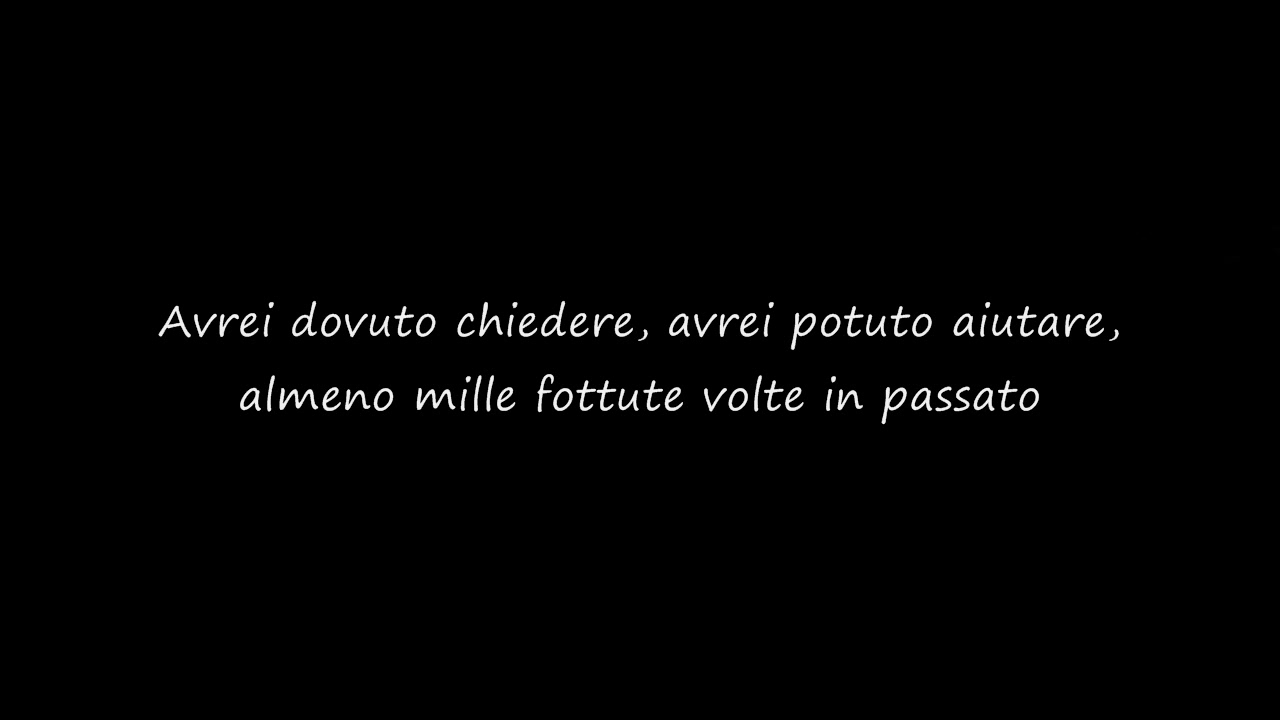 Avrei dovuto chiedere, avrei potuto aiutare,
almeno mille fottute volte in passato